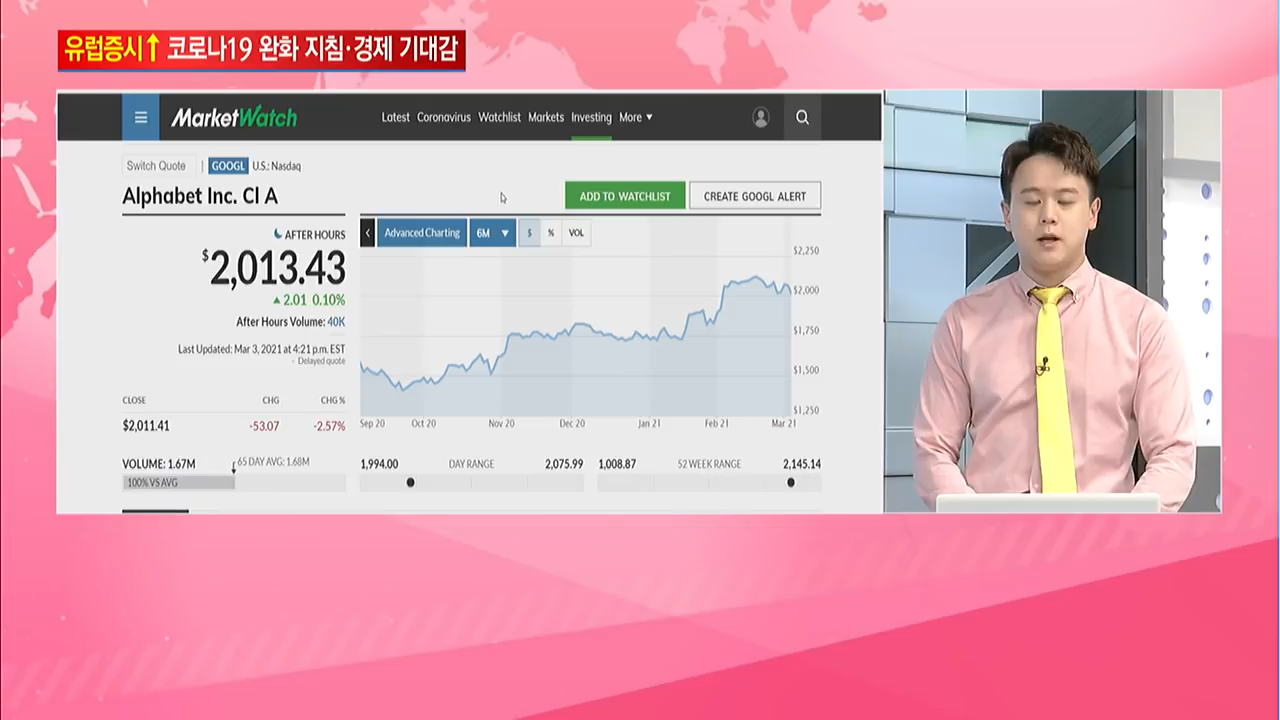 유럽증시↑ 코로나19 완화 지침·경제 기대감
MarketWatch
Latest Coronavirus Watchlist Markets Investing More ▼
Switch Quote | GOOGL U.S.: Nasdaq
Alphabet Inc. Cl A
ADD TO WATCHLIST CREATE GOOGL ALERT
AFTER HOURS
$2,013.43
▲ 2.01 0.10%
After Hours Volume: 40K
Last Updated: Mar 3, 2021 at 4:21 p.m. EST
Delayed quote
CLOSE CHG CHG %
$2,011.41 -53.07 -2.57%
VOLUME: 1.67M 65 DAY AVG: 1.68M
100% VS AVG
< Advanced Charting 6M ▼ $ % VOL
$2,250
$2,000
$1,750
$1,500
$1,250
Sep 20 Oct 20 Nov 20 Dec 20 Jan 21 Feb 21 Mar 21
1,994.00 DAY RANGE 2,075.99
1,008.87 52 WEEK RANGE 2,145.14